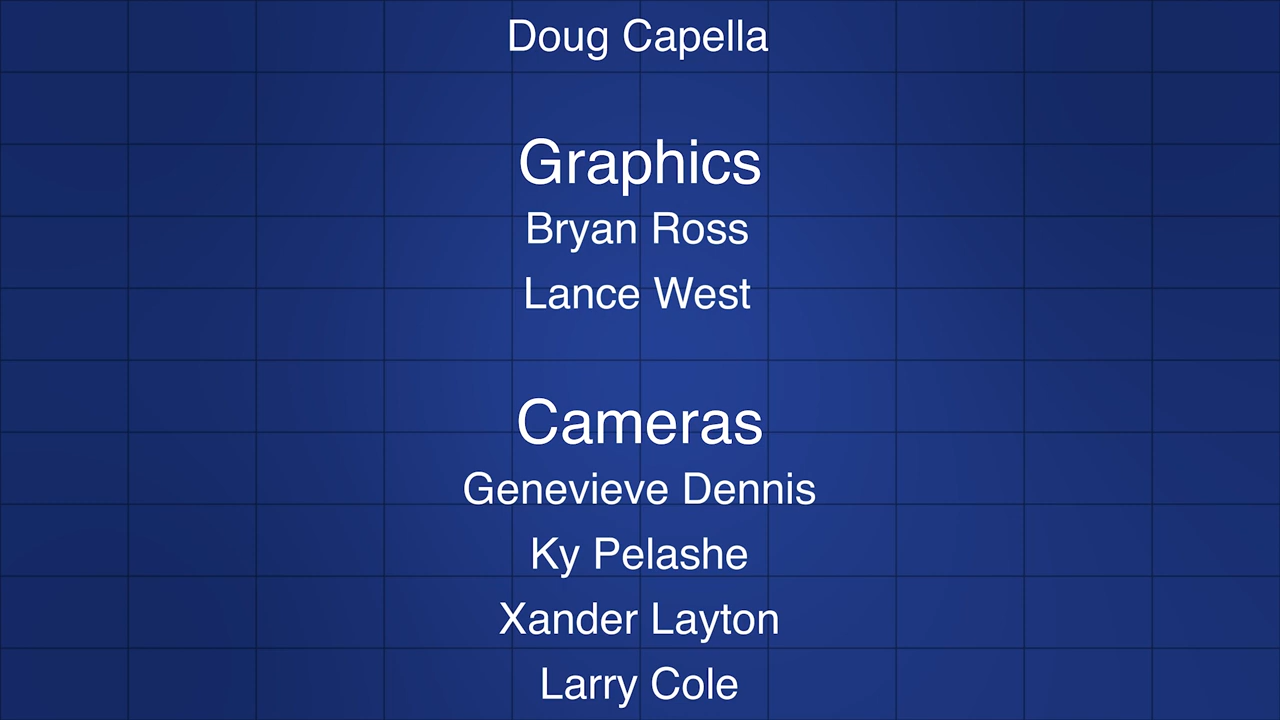 Doug Capella
Graphics
Bryan Ross
Lance West
Cameras
Genevieve Dennis
Ky Pelashe
Xander Layton
Larry Cole